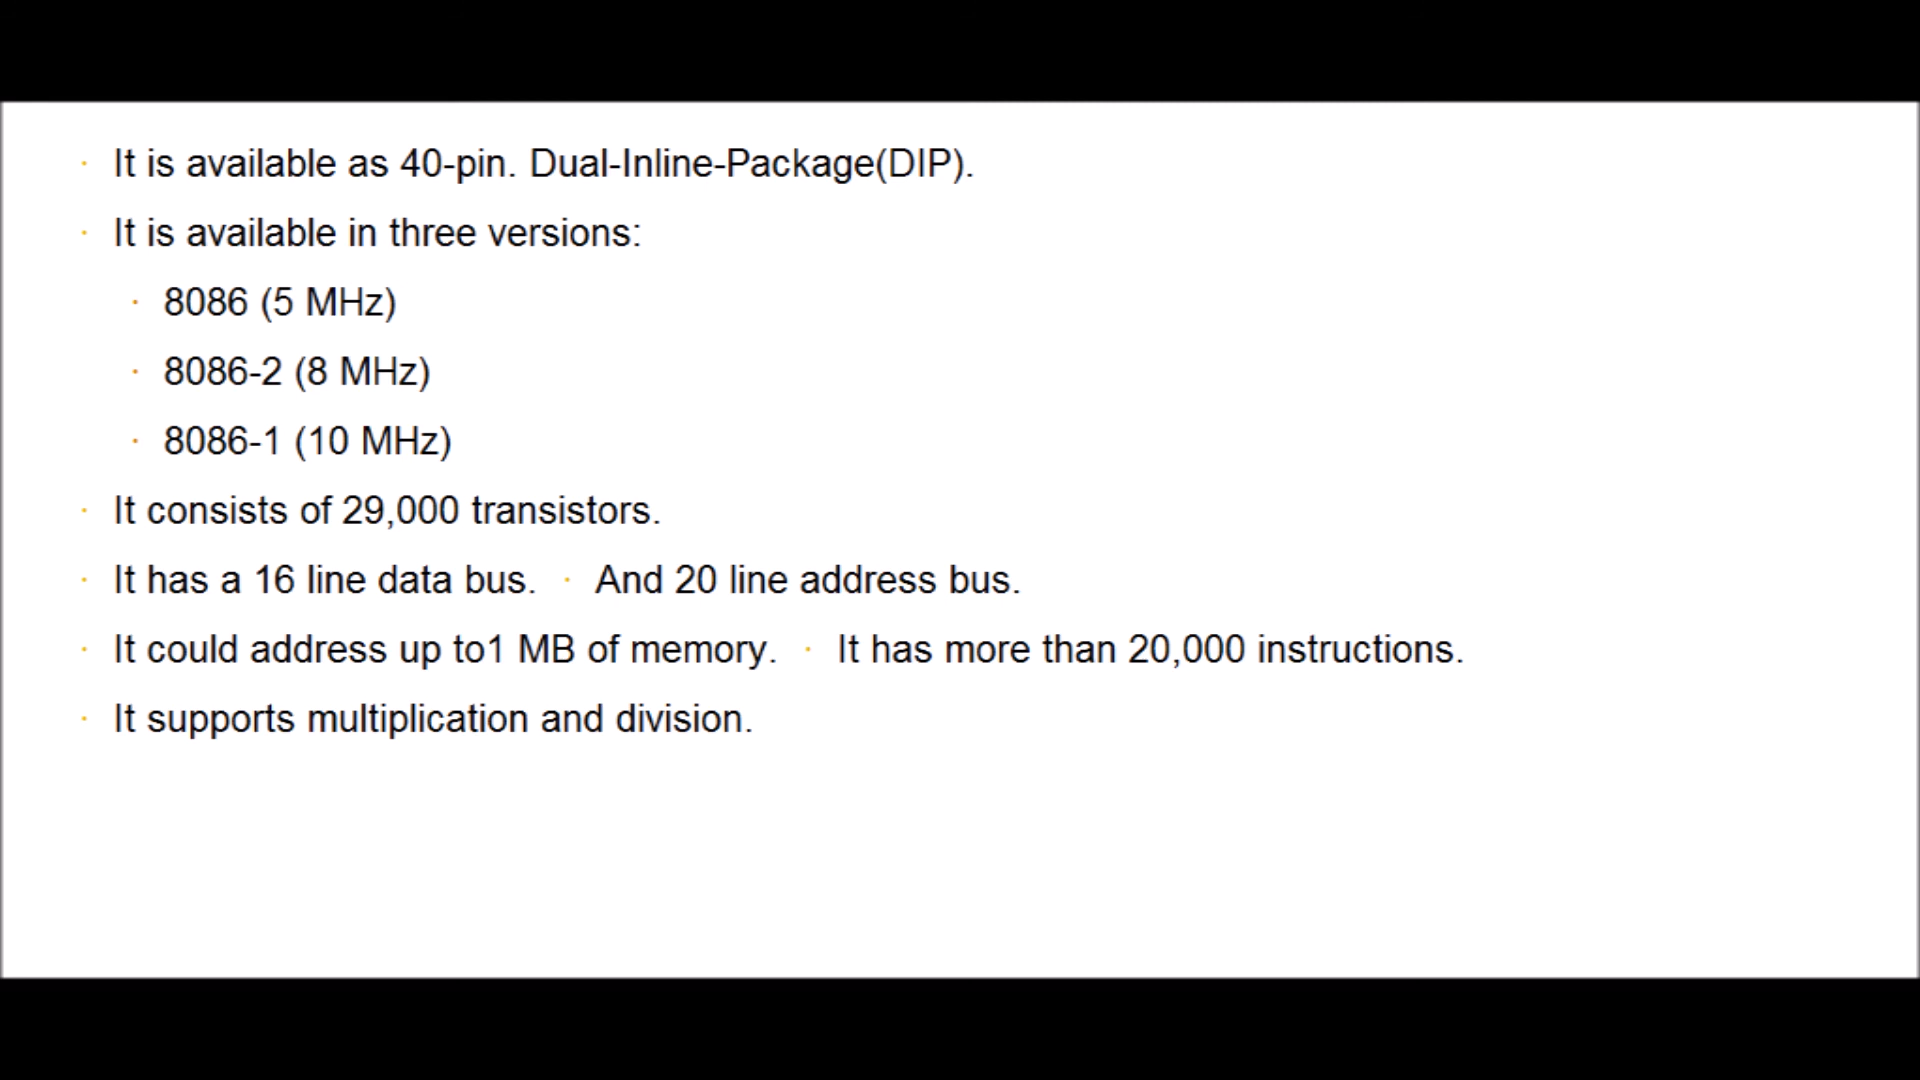 · It is available as 40-pin. Dual-Inline-Package(DIP).
· It is available in three versions:
· 8086 (5 MHz)
· 8086-2 (8 MHz)
· 8086-1 (10 MHz)
· It consists of 29,000 transistors.
· It has a 16 line data bus. · And 20 line address bus.
· It could address up to1 MB of memory. · It has more than 20,000 instructions.
· It supports multiplication and division.